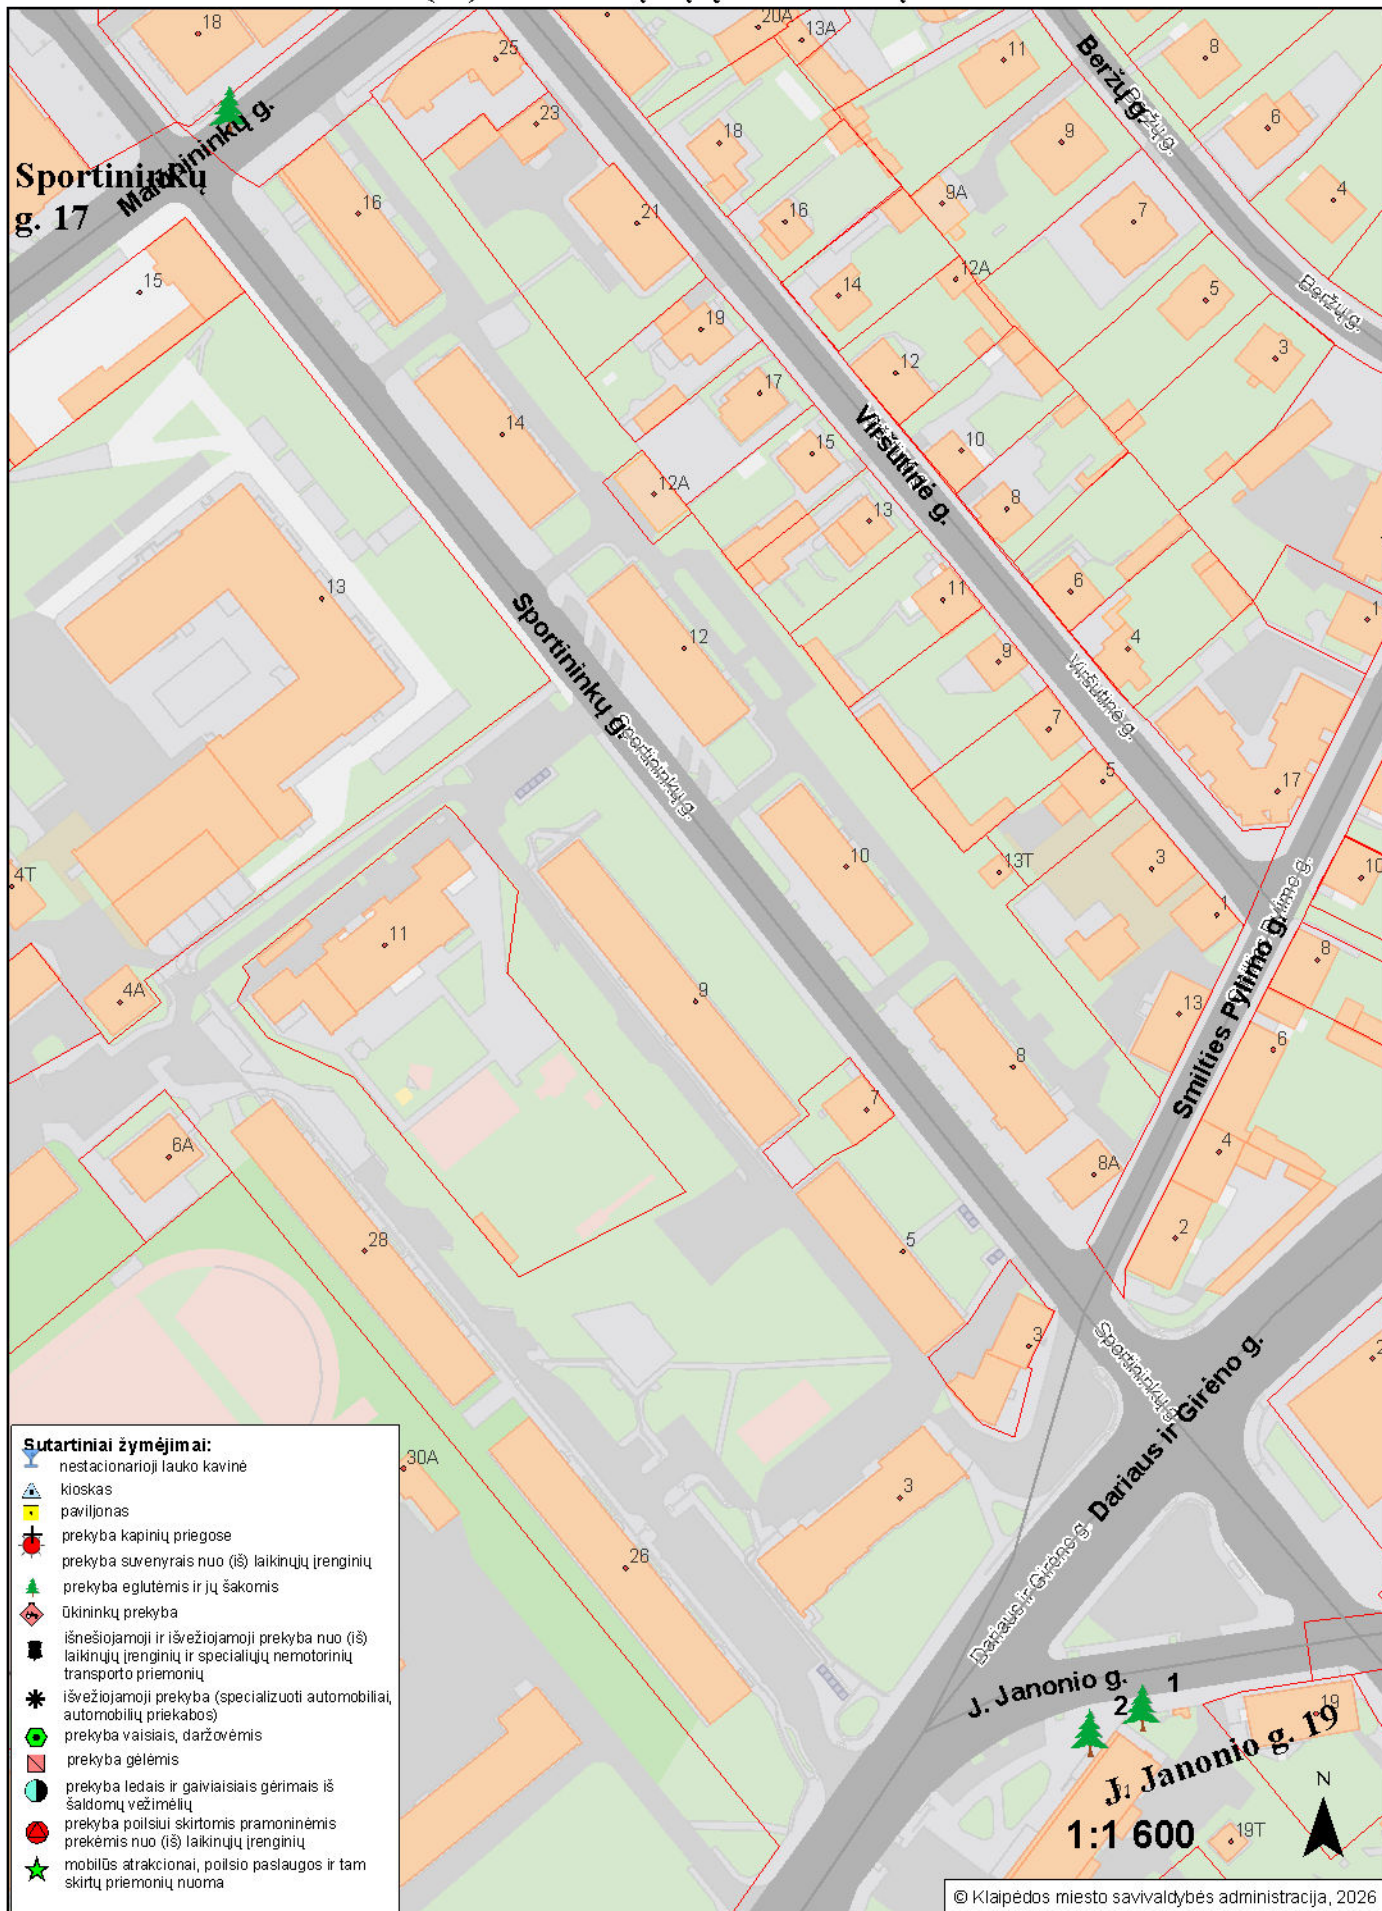 18
25
20A
13A
11
8
Beržų g.
Beržų g.
23
18
9
6
Maininkų g.
Sportininkų
g. 17
16
21
16
9A
7
4
15
14
12A
5
Beržų g.
19
12
3
17
14
15
10
Viršutinė g.
12A
13
8
13
11
6
12
9
4
Sportininkų g.
Sportininkų g.
Viršutinė g.
7
5
17
10
13T
3
10
4T
1
11
8
4A
9
13
Smilties Pylimo g.
6
8
7
6A
8A
4
28
5
2
3
Sportininkų g.
Dariaus ir Girėno g.
30A
3
26
Dariaus ir Girėno g.
J. Janonio g.
1
2
19
J. Janonio g. 19
21
19T
1:1 600
N
Sutartiniai žymėjimai:
nestacionarioji lauko kavinė
kioskas
paviljonas
prekyba kapinių priegose
prekyba suvenyrais nuo (iš) laikinųjų įrenginių
prekyba eglutėmis ir jų šakomis
ūkininkų prekyba
išnešiojamoji ir išvežiojamoji prekyba nuo (iš)
laikinųjų įrenginių ir specialiųjų nemotorinių
transporto priemonių
išvežiojamoji prekyba (specializuoti automobiliai,
automobilių priekabos)
prekyba vaisiais, daržovėmis
prekyba gėlėmis
prekyba ledais ir gaiviaisiais gėrimais iš
šaldomų vežimėlių
prekyba poilsiui skirtomis pramoninėmis
prekėmis nuo (iš) laikinųjų įrenginių
mobilūs atrakcionai, poilsio paslaugos ir tam
skirtų priemonių nuoma
© Klaipėdos miesto savivaldybės administracija, 2026